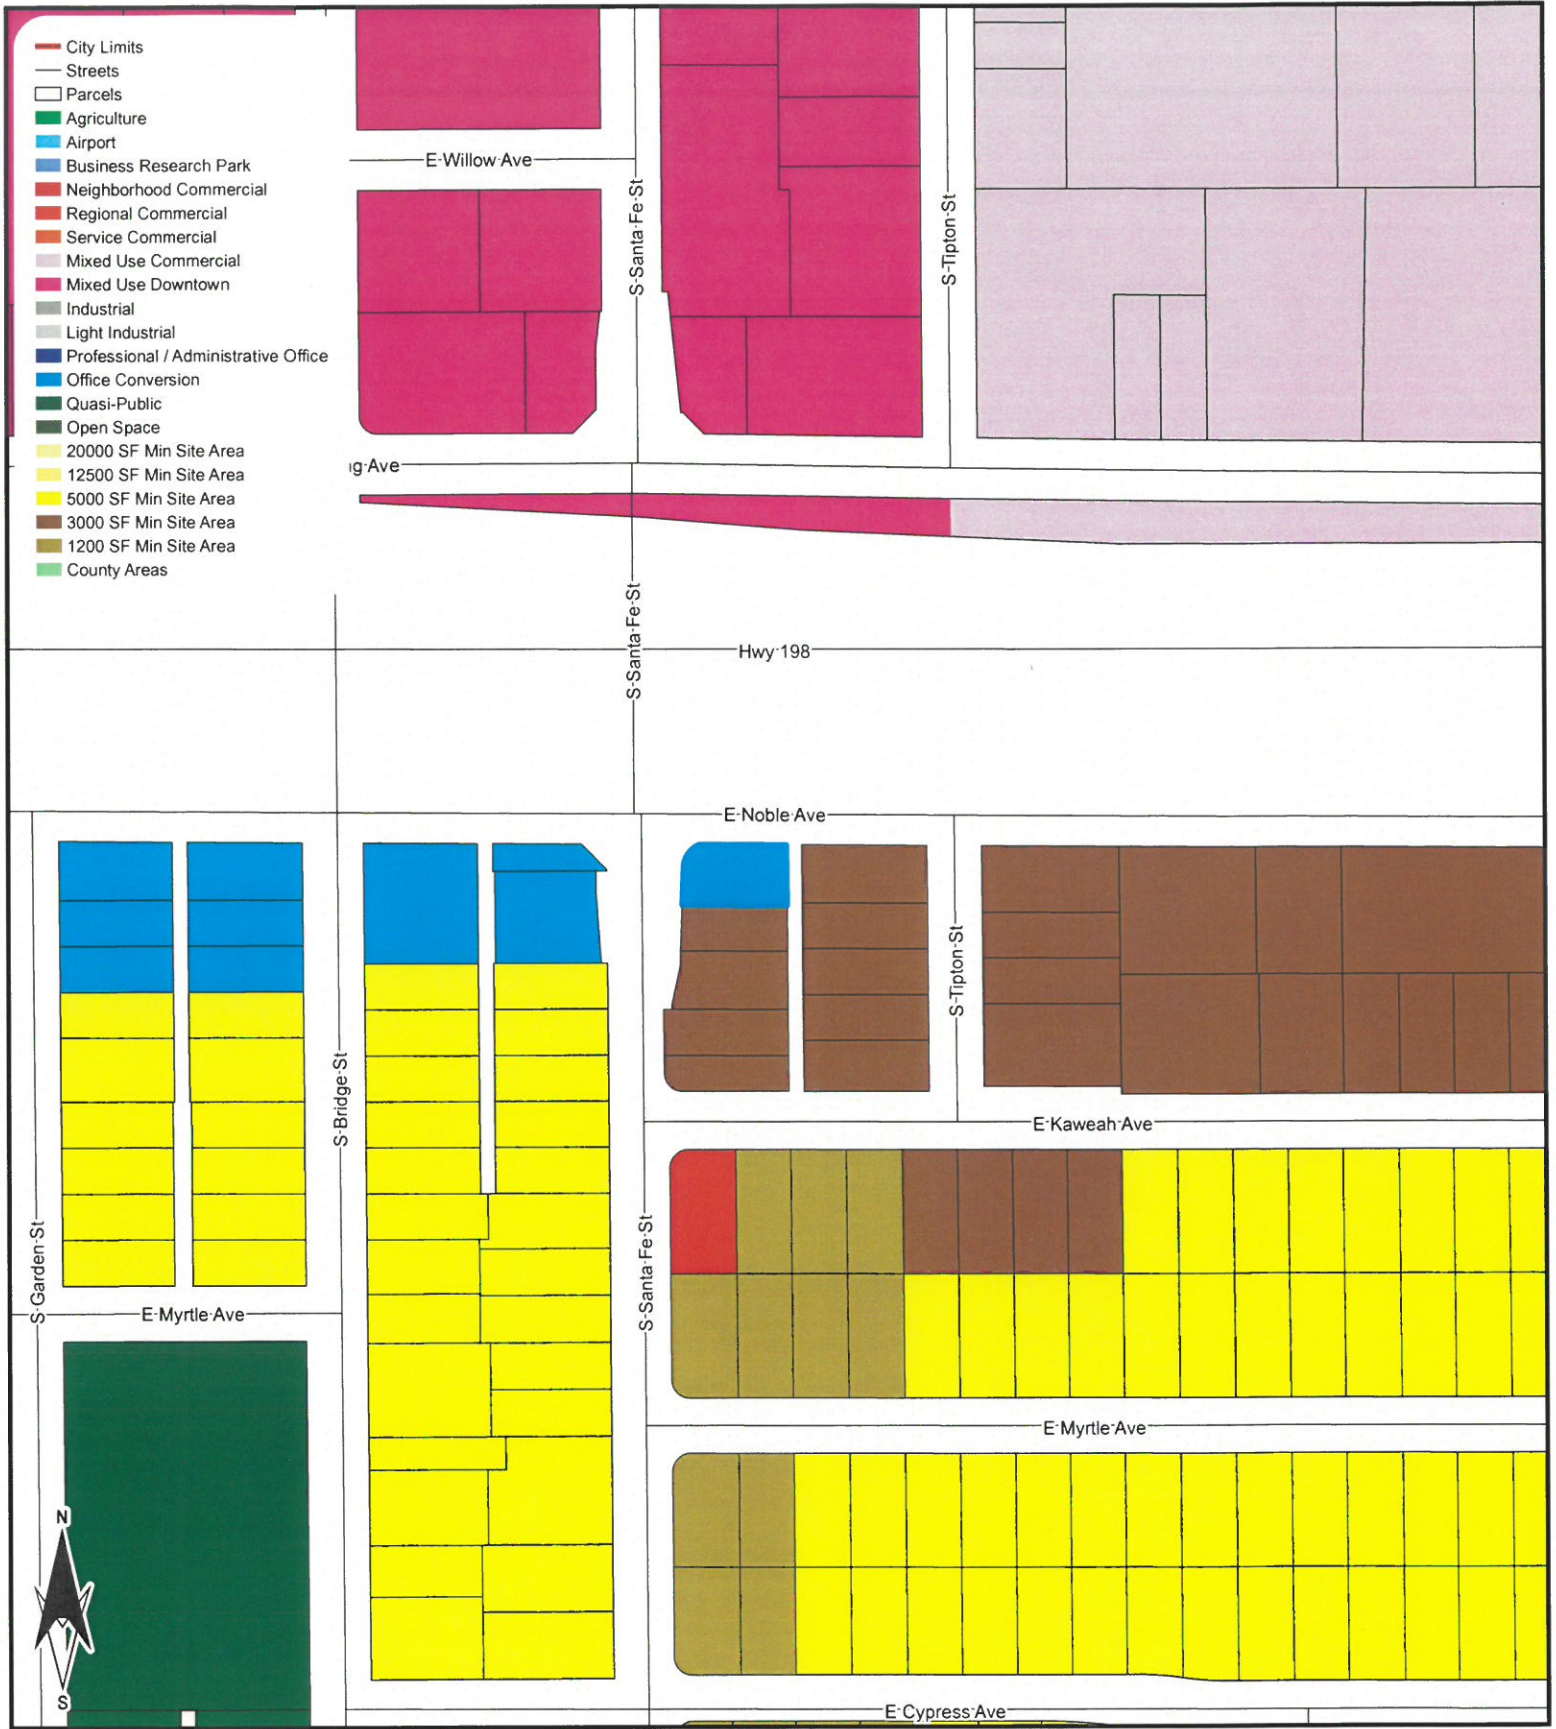 City Limits
Streets
Parcels
Agriculture
Airport
Business Research Park
Neighborhood Commercial
Regional Commercial
Service Commercial
Mixed Use Commercial
Mixed Use Downtown
Industrial
Light Industrial
Professional / Administrative Office
Office Conversion
Quasi-Public
Open Space
20000 SF Min Site Area
12500 SF Min Site Area
5000 SF Min Site Area
3000 SF Min Site Area
1200 SF Min Site Area
County Areas
E Willow Ave
S Santa Fe St
S Tipton St
Ave
S Santa Fe St
Hwy 198
E Noble Ave
S Tipton St
S Bridge St
E Kaweah Ave
S Garden St
S Santa Fe St
E Myrtle Ave
E Myrtle Ave
N
S
E Cypress Ave